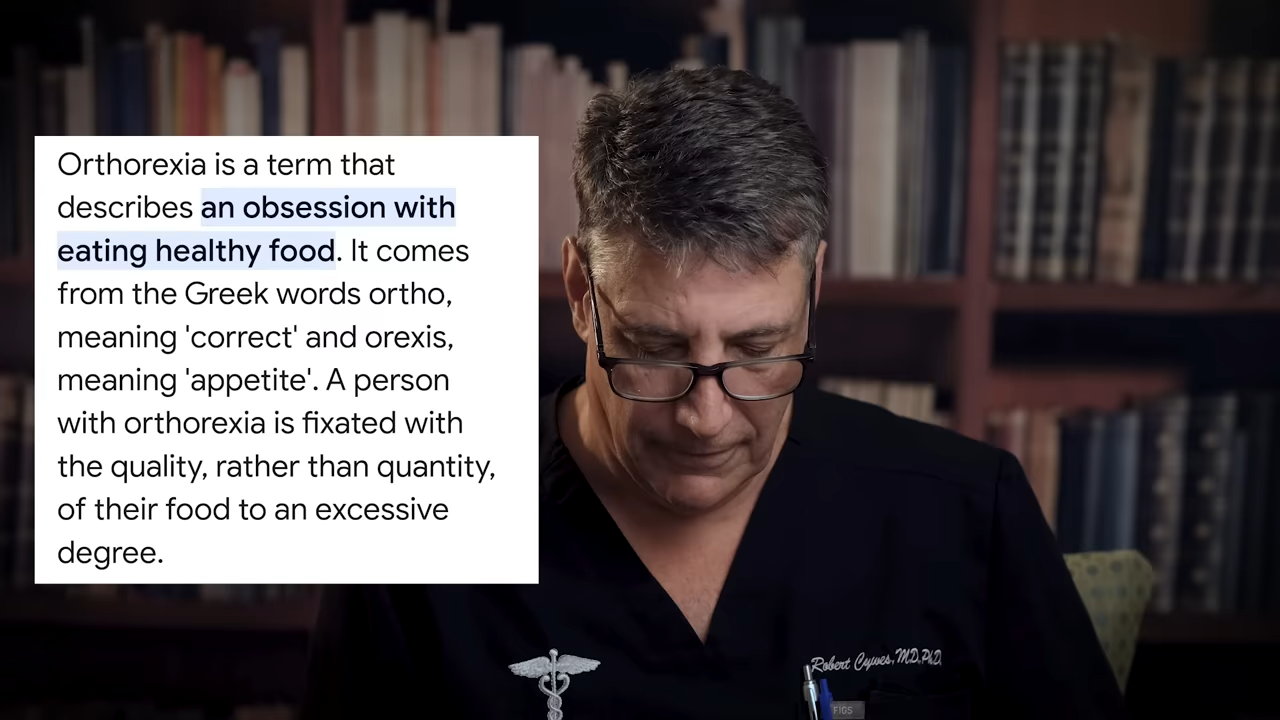 Orthorexia is a term that
describes an obsession with
eating healthy food. It comes
from the Greek words ortho,
meaning 'correct' and orexis,
meaning 'appetite'. A person
with orthorexia is fixated with
the quality, rather than quantity,
of their food to an excessive
degree.
Robert Cywes, MD, PhD.
FIGS